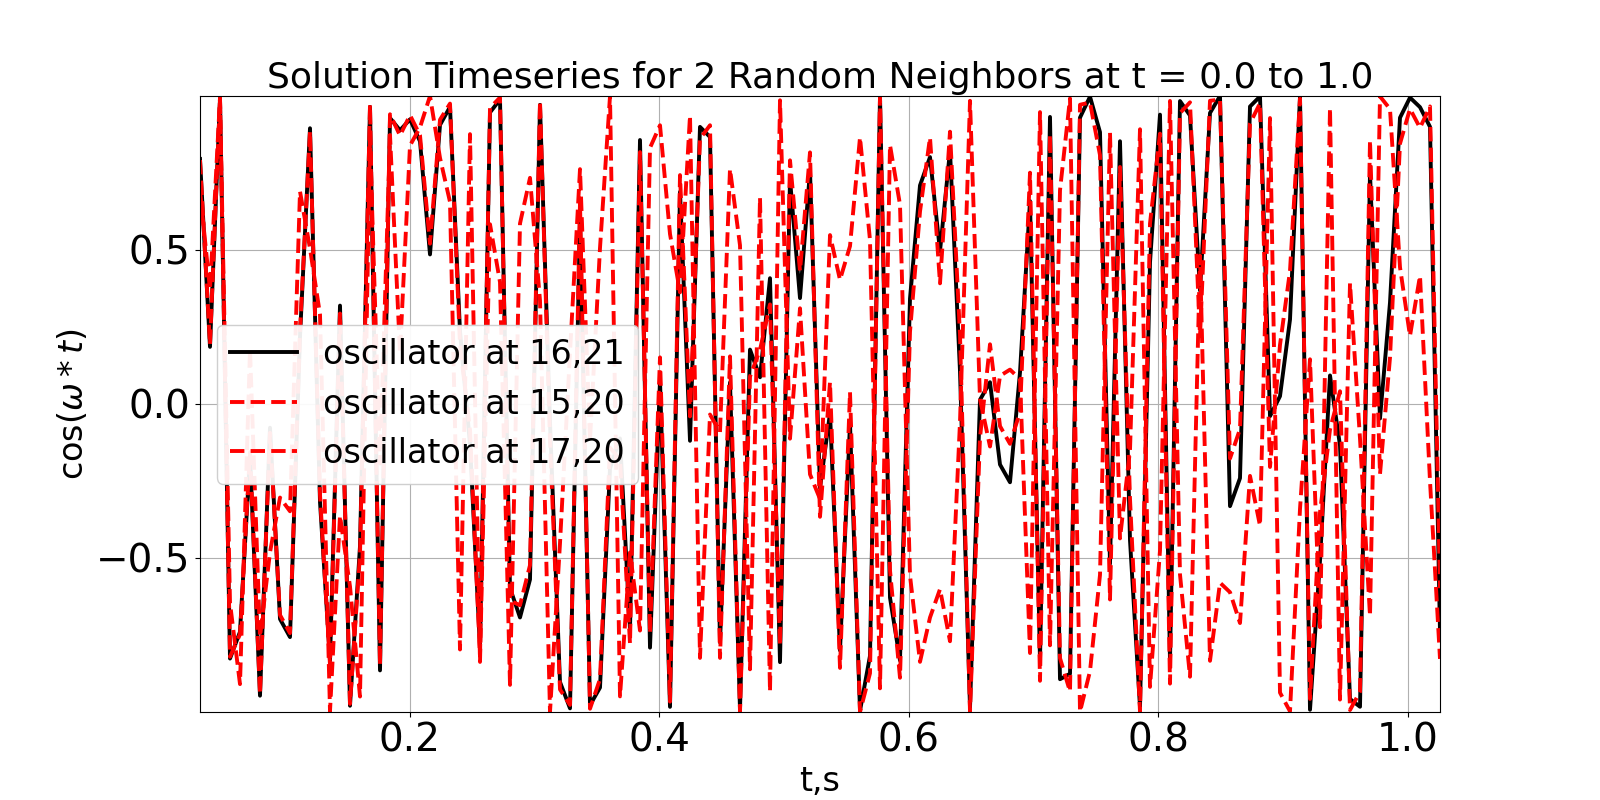 Solution Timeseries for 2 Random Neighbors at t = 0.0 to 1.0
cos(ω * t)
0.5
0.0
−0.5
oscillator at 16,21
oscillator at 15,20
oscillator at 17,20
0.2 0.4 0.6 0.8 1.0
t,s